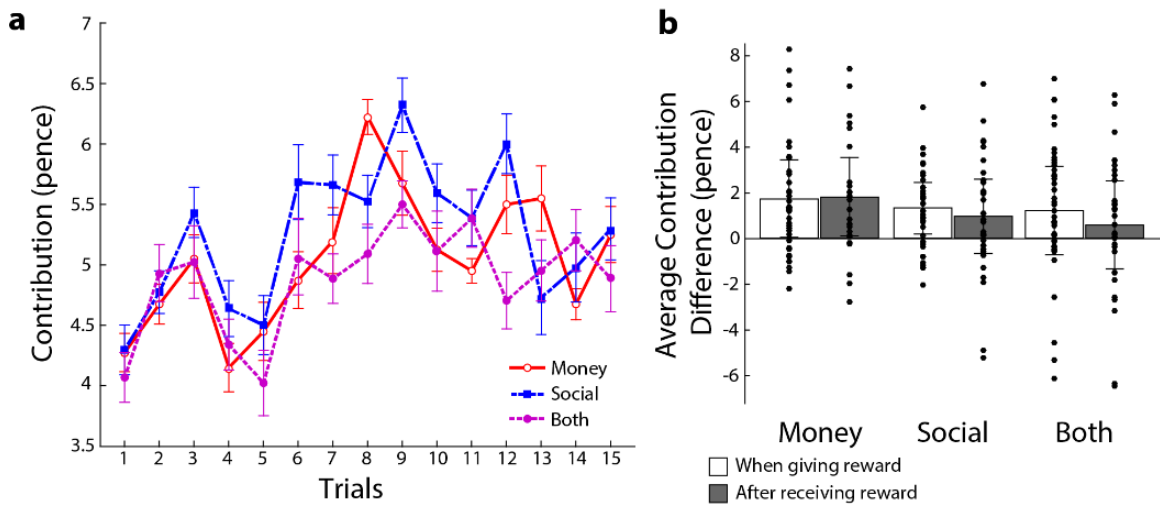 a
7
6.5
6
5.5
5
4.5
4
3.5
Contribution (pence)
1 2 3 4 5 6 7 8 9 10 11 12 13 14 15
Trials
Money
Social
Both
b
8
6
4
2
0
-2
-4
-6
Average Contribution
Difference (pence)
Money Social Both
When giving reward
After receiving reward